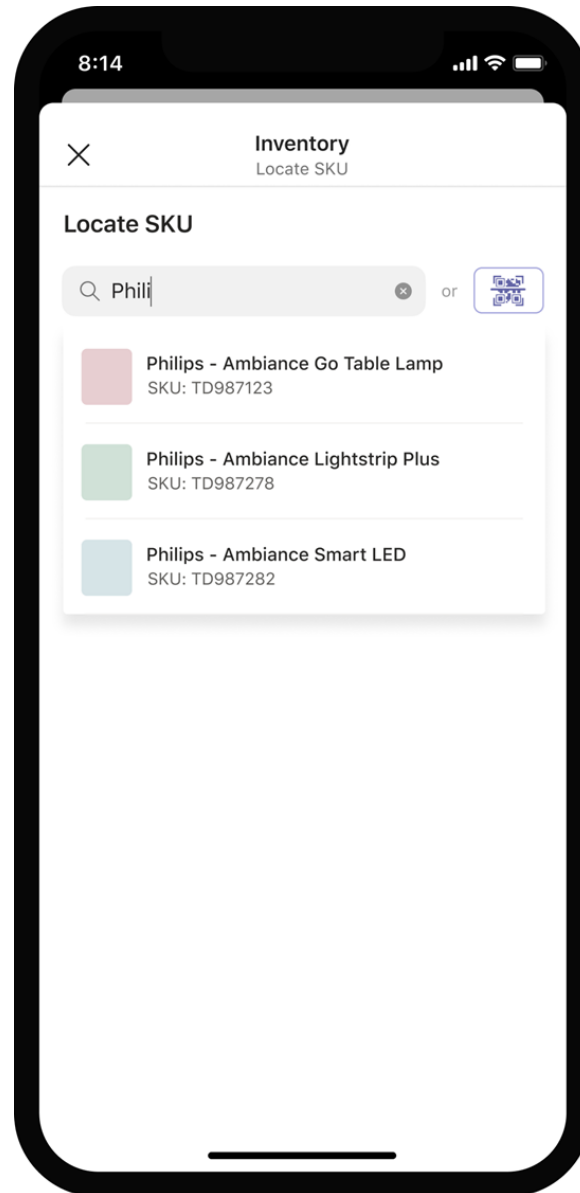 8:14
Inventory
Locate SKU
Locate SKU
Phili
or
Philips - Ambiance Go Table Lamp
SKU: TD987123
Philips - Ambiance Lightstrip Plus
SKU: TD987278
Philips - Ambiance Smart LED
SKU: TD987282